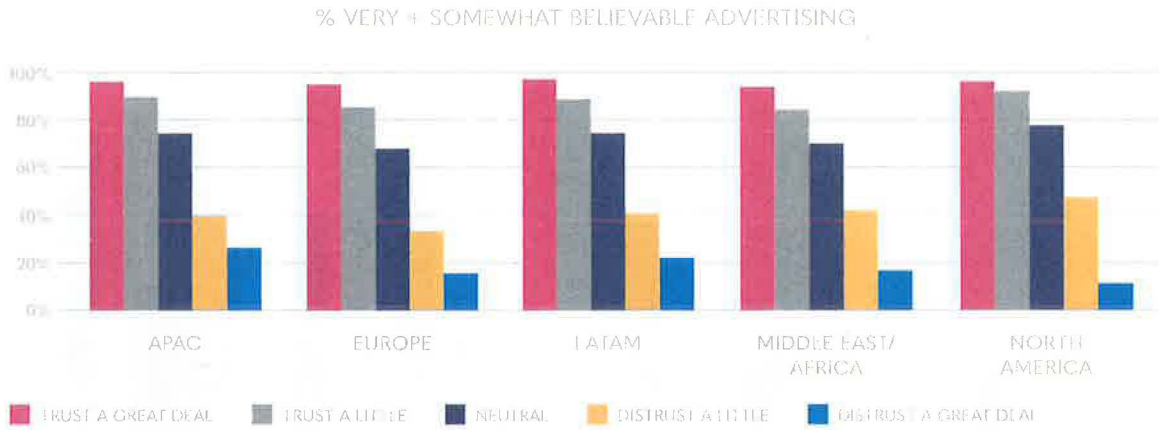 % VERY + SOMEWHAT BELIEVABLE ADVERTISING
100%
80%
60%
40%
20%
0%
APAC
EUROPE
LATAM
MIDDLE EAST/
AFRICA
NORTH
AMERICA
TRUST A GREAT DEAL
TRUST A LITTLE
NEUTRAL
DISTRUST A LITTLE
DISTRUST A GREAT DEAL